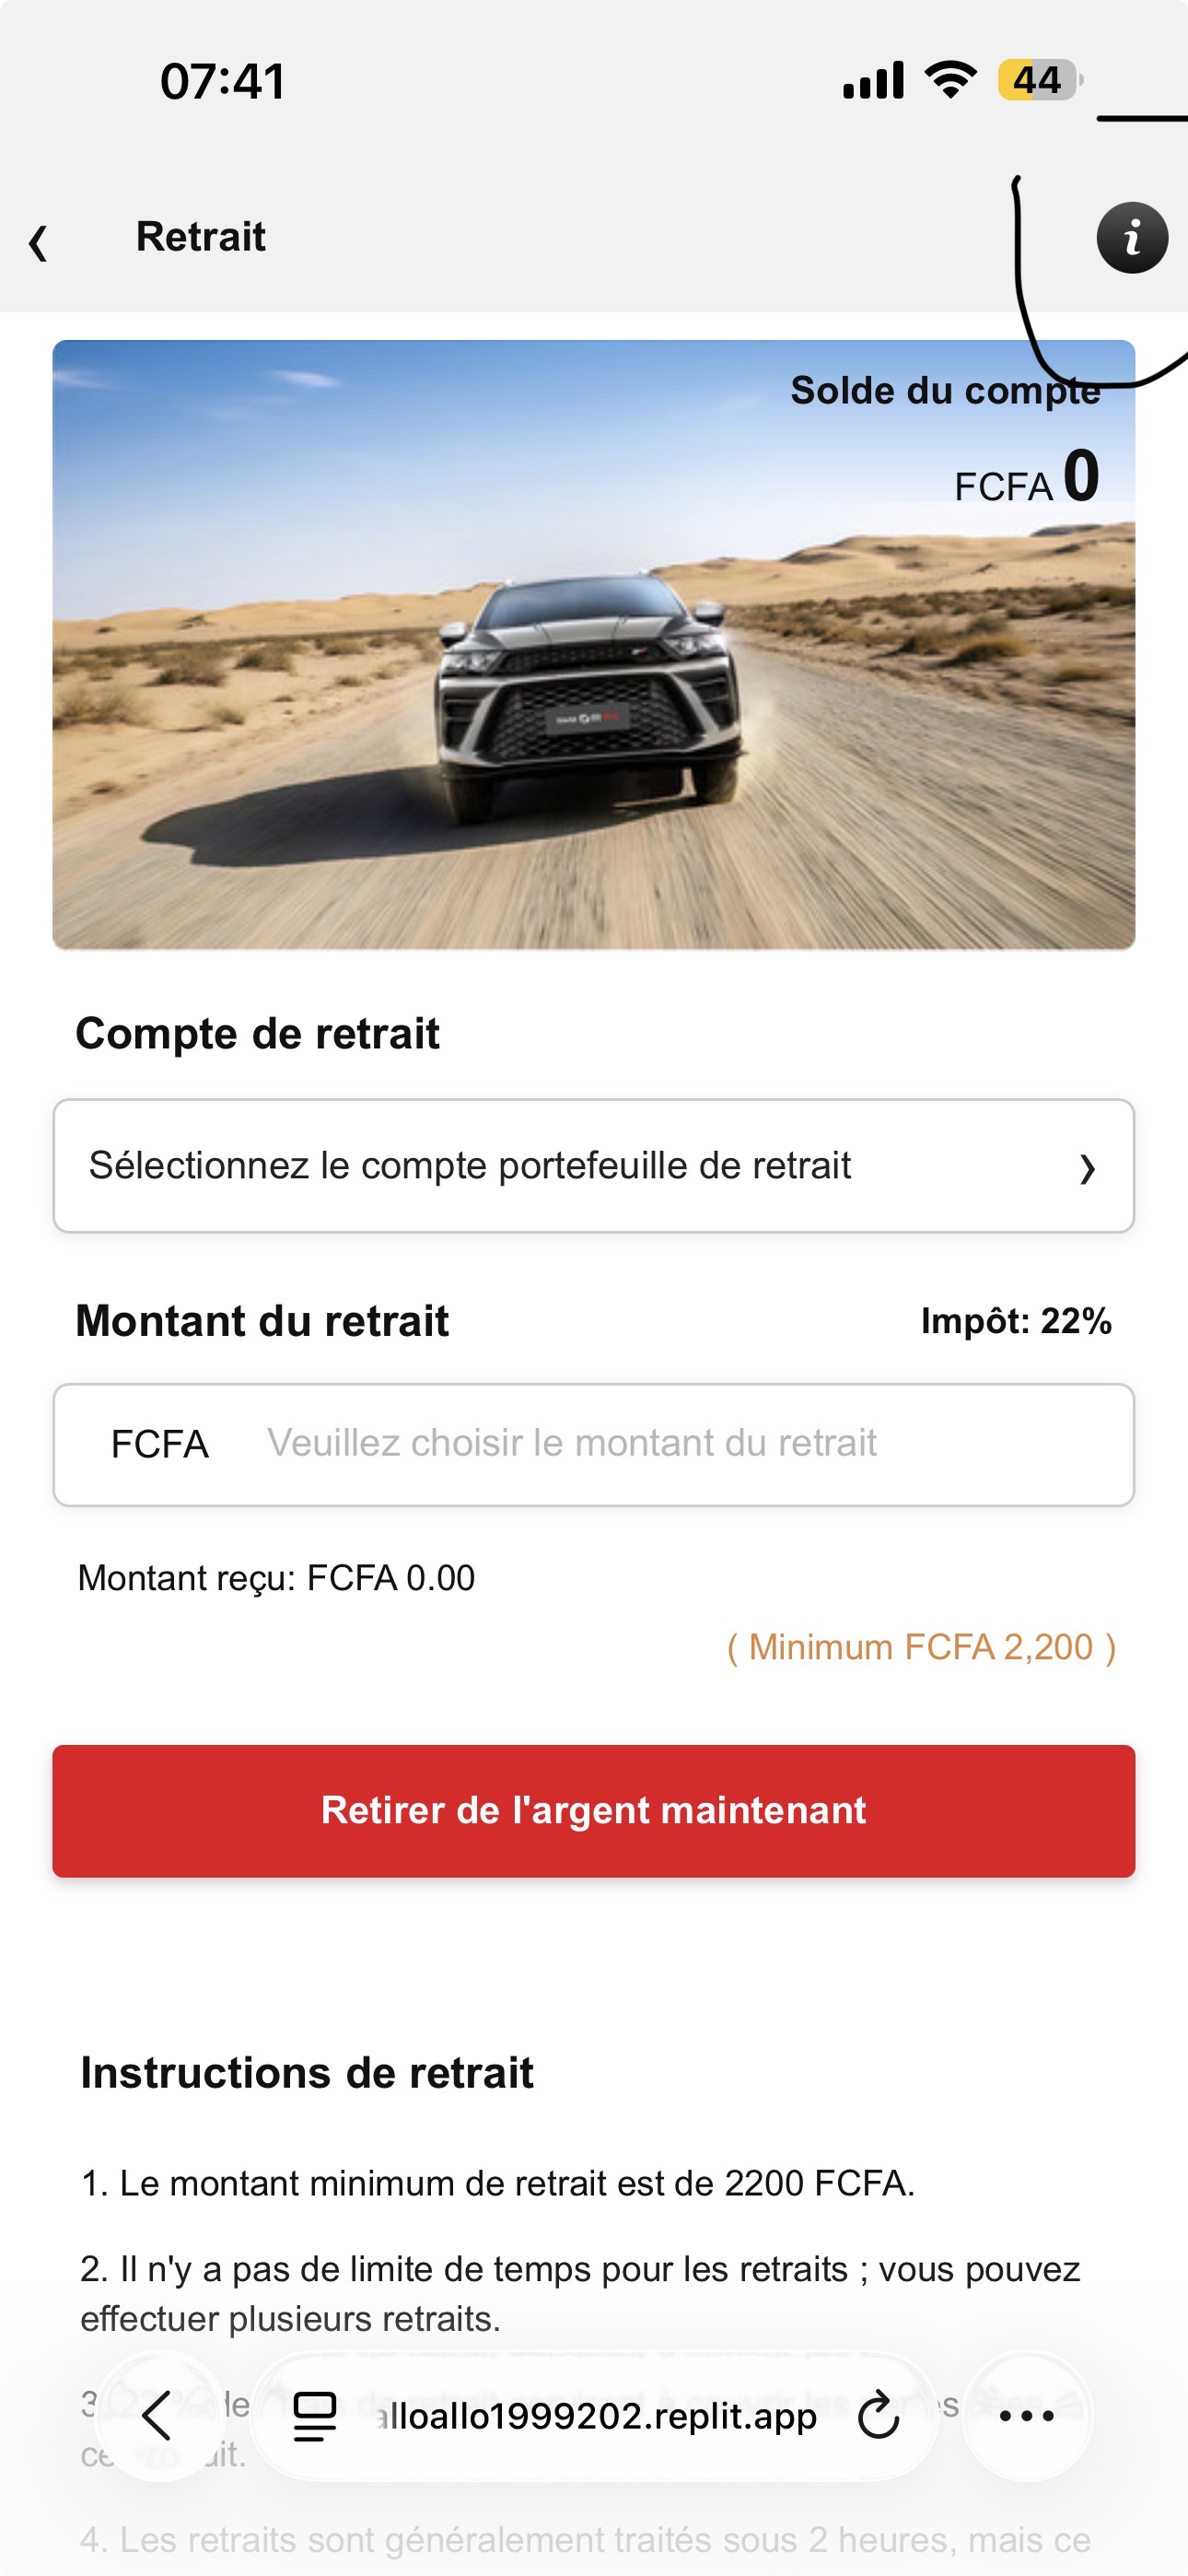 07:41
44
Retrait
Solde du compte
FCFA 0
Compte de retrait
Sélectionnez le compte portefeuille de retrait
Montant du retrait
Impôt: 22%
FCFA Veuillez choisir le montant du retrait
Montant reçu: FCFA 0.00
( Minimum FCFA 2,200 )
Retirer de l'argent maintenant
Instructions de retrait
1. Le montant minimum de retrait est de 2200 FCFA.
2. Il n'y a pas de limite de temps pour les retraits ; vous pouvez
effectuer plusieurs retraits.
alloallo1999202.replit.app
4. Les retraits sont généralement traités sous 2 heures, mais ce